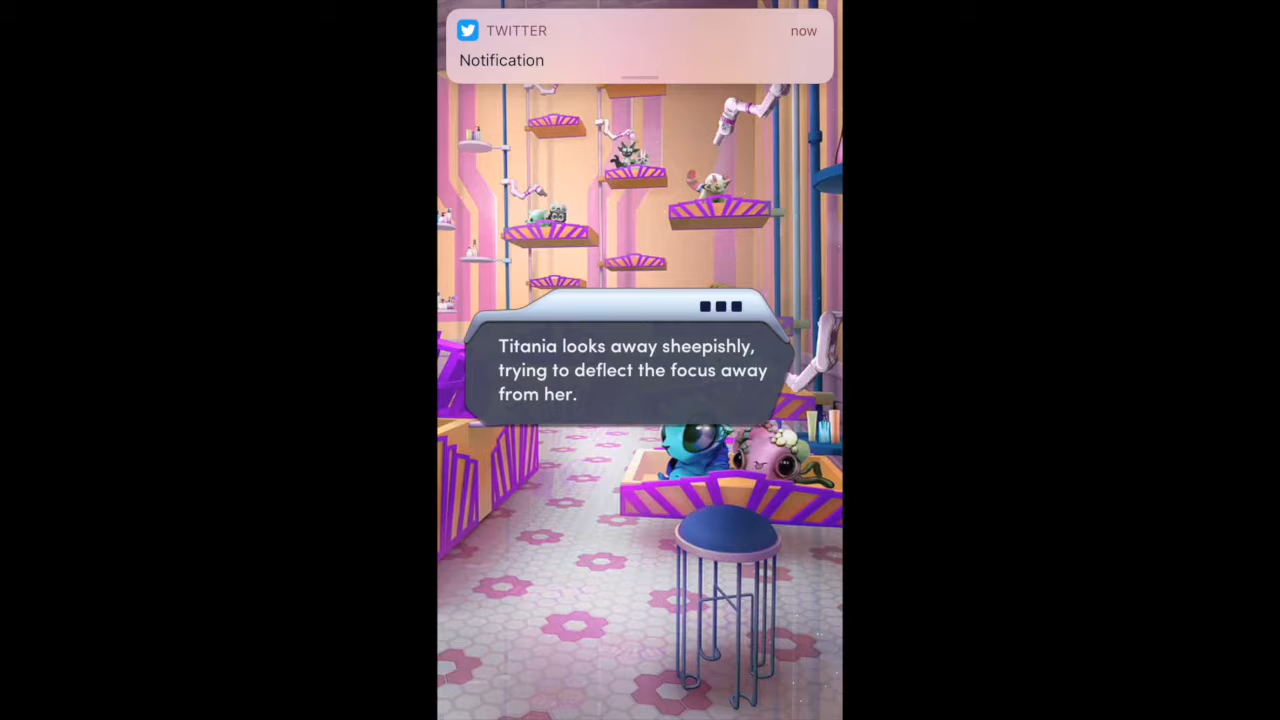 TWITTER now
Notification
Titania looks away sheepishly,
trying to deflect the focus away
from her.